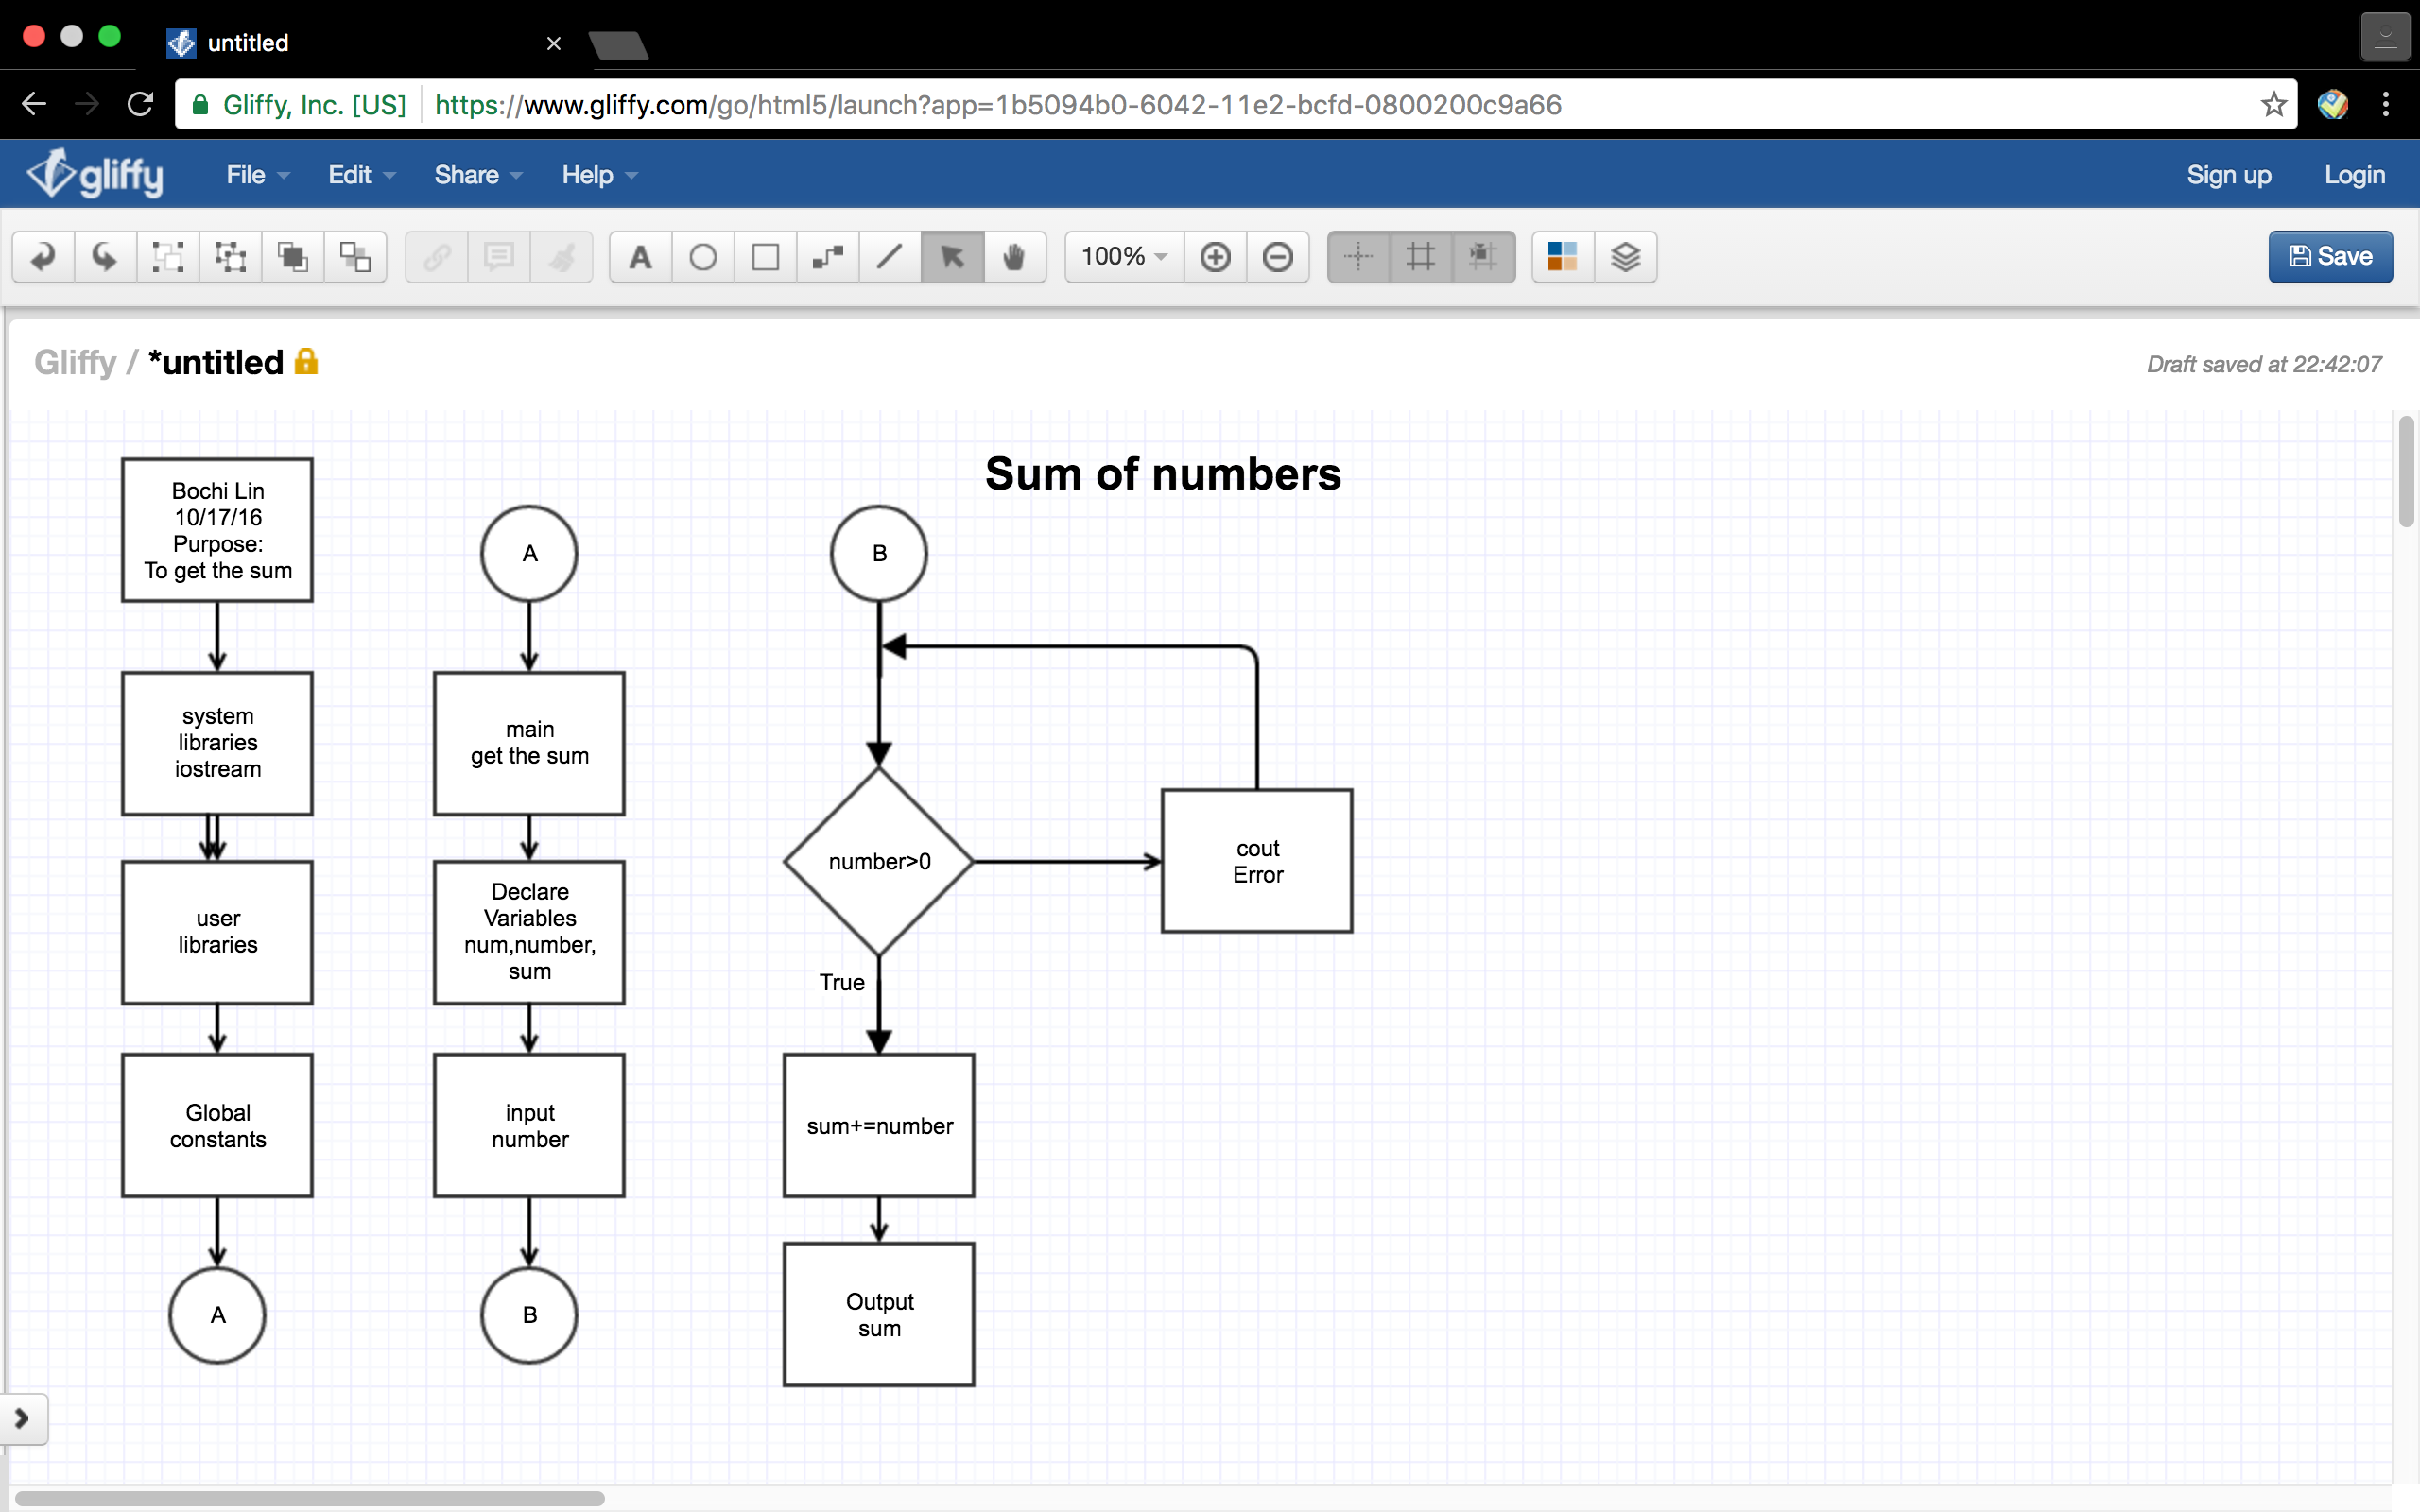 untitled
Gliffy, Inc. [US]
https://www.gliffy.com/go/html5/launch?app=1b5094b0-6042-11e2-bcfd-0800200c9a66
gliffy
File
Edit
Share
Help
Sign up
Login
A
100%
Save
Gliffy / *untitled
Draft saved at 22:42:07
Sum of numbers
Bochi Lin
10/17/16
Purpose:
To get the sum
system
libraries
iostream
user
libraries
Global
constants
A
A
main
get the sum
Declare
Variables
num,number,
sum
input
number
B
B
number>0
cout
Error
True
sum+=number
Output
sum